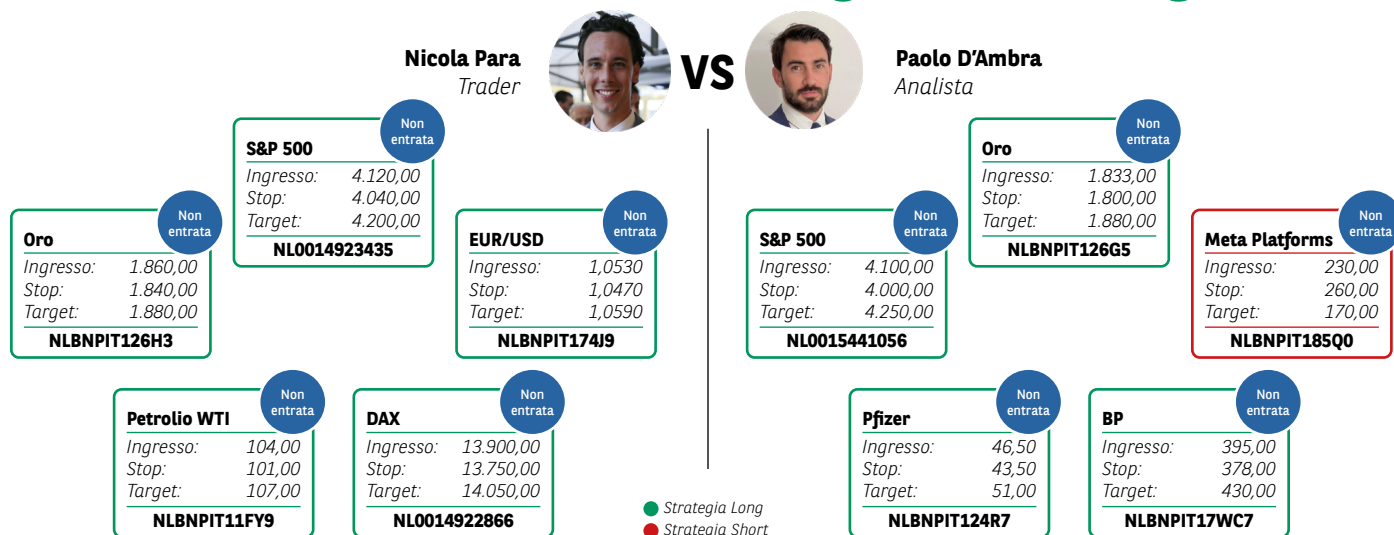 Nicola Para
Trader
VS
Paolo D'Ambra
Analista
Non
entrata
S&P 500
Ingresso: 4.120,00
Stop: 4.040,00
Target: 4.200,00
NL0014923435
Non
entrata
Oro
Ingresso: 1.860,00
Stop: 1.840,00
Target: 1.880,00
NLBNPIT126H3
Non
entrata
EUR/USD
Ingresso: 1,0530
Stop: 1,0470
Target: 1,0590
NLBNPIT174J9
Non
entrata
Petrolio WTI
Ingresso: 104,00
Stop: 101,00
Target: 107,00
NLBNPIT11FY9
Non
entrata
DAX
Ingresso: 13.900,00
Stop: 13.750,00
Target: 14.050,00
NL0014922866
Non
entrata
Oro
Ingresso: 1.833,00
Stop: 1.800,00
Target: 1.880,00
NLBNPIT126G5
Non
entrata
S&P 500
Ingresso: 4.100,00
Stop: 4.000,00
Target: 4.250,00
NL0015441056
Non
entrata
Meta Platforms
Ingresso: 230,00
Stop: 260,00
Target: 170,00
NLBNPIT185Q0
Non
entrata
Pfizer
Ingresso: 46,50
Stop: 43,50
Target: 51,00
NLBNPIT124R7
Non
entrata
BP
Ingresso: 395,00
Stop: 378,00
Target: 430,00
NLBNPIT17WC7
Strategia Long
Strategia Short